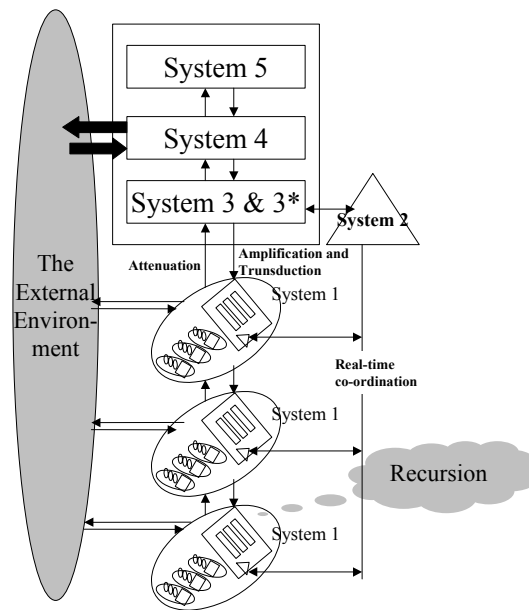 System 5
System 4
System 3 & 3*
System 2
Attenuation
Amplification and
Transduction
The
External
Environ-
ment
System 1
Real-time
co-ordination
System 1
Recursion
System 1